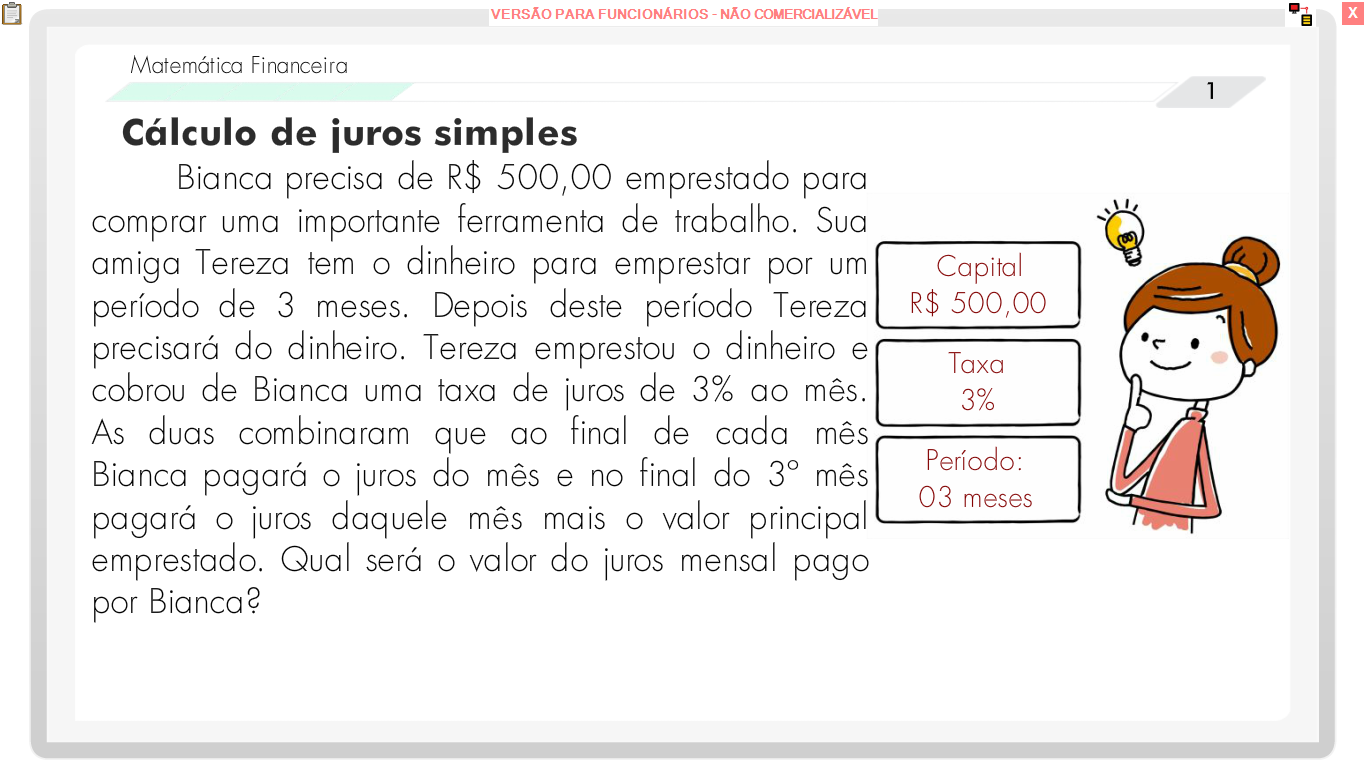 VERSÃO PARA FUNCIONÁRIOS - NÃO COMERCIALIZÁVEL
X
Matemática Financeira
1
Cálculo de juros simples
Bianca precisa de R$ 500,00 emprestado para
comprar uma importante ferramenta de trabalho. Sua
amiga Tereza tem o dinheiro para emprestar por um
período de 3 meses. Depois deste período Tereza
precisará do dinheiro. Tereza emprestou o dinheiro e
cobrou de Bianca uma taxa de juros de 3% ao mês.
As duas combinaram que ao final de cada mês
Bianca pagará o juros do mês e no final do 3º mês
pagará o juros daquele mês mais o valor principal
emprestado. Qual será o valor do juros mensal pago
por Bianca?
Capital
R$ 500,00
Taxa
3%
Período:
03 meses